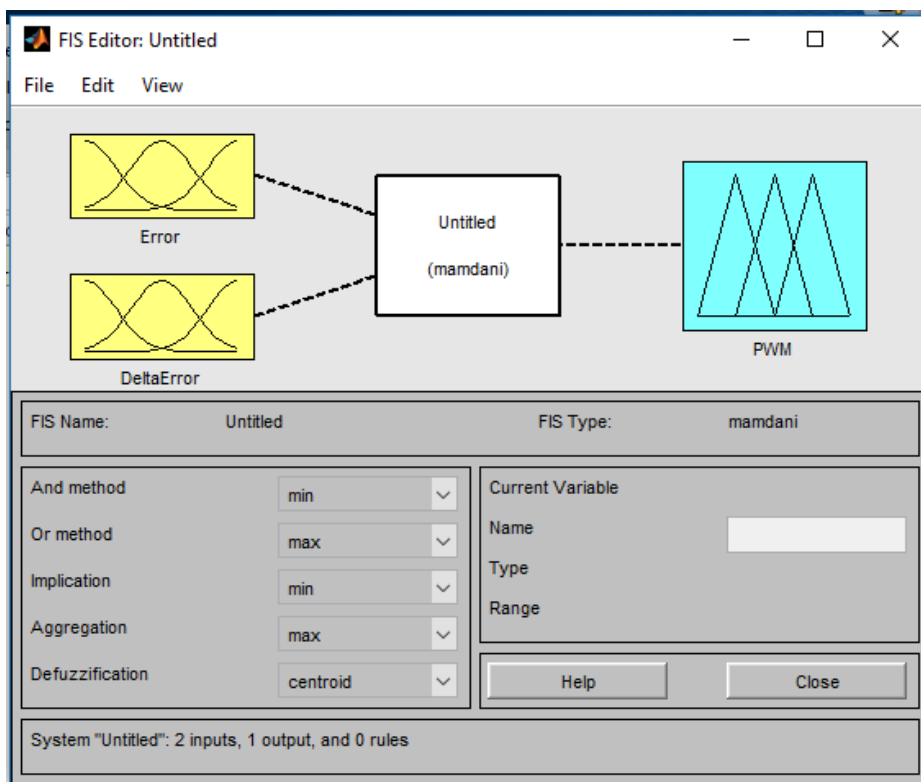 FIS Editor: Untitled
File Edit View
Error
DeltaError
Untitled
(mamdani)
PWM
FIS Name: Untitled FIS Type: mamdani
And method min
Or method max
Implication min
Aggregation max
Defuzzification centroid
Current Variable
Name
Type
Range
Help Close
System "Untitled": 2 inputs, 1 output, and 0 rules